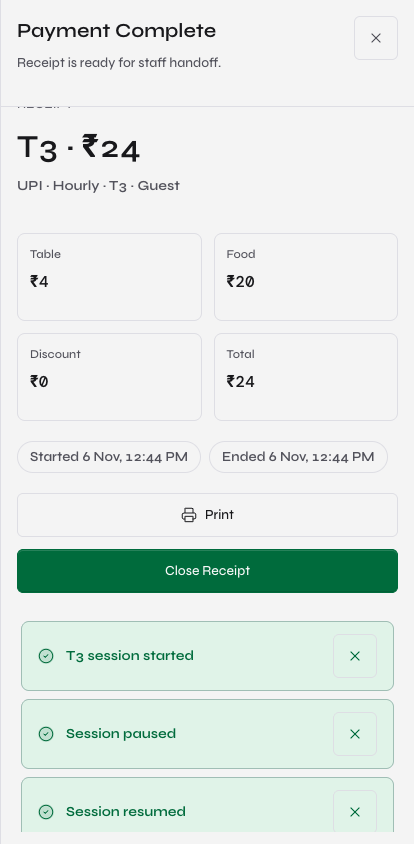 Payment Complete
Receipt is ready for staff handoff.
T3 · ₹24
UPI · Hourly · T3 · Guest
Table
Food
₹4
₹20
Discount
Total
₹0
₹24
Started 6 Nov, 12:44 PM
Ended 6 Nov, 12:44 PM
Print
Close Receipt
T3 session started
Session paused
Session resumed